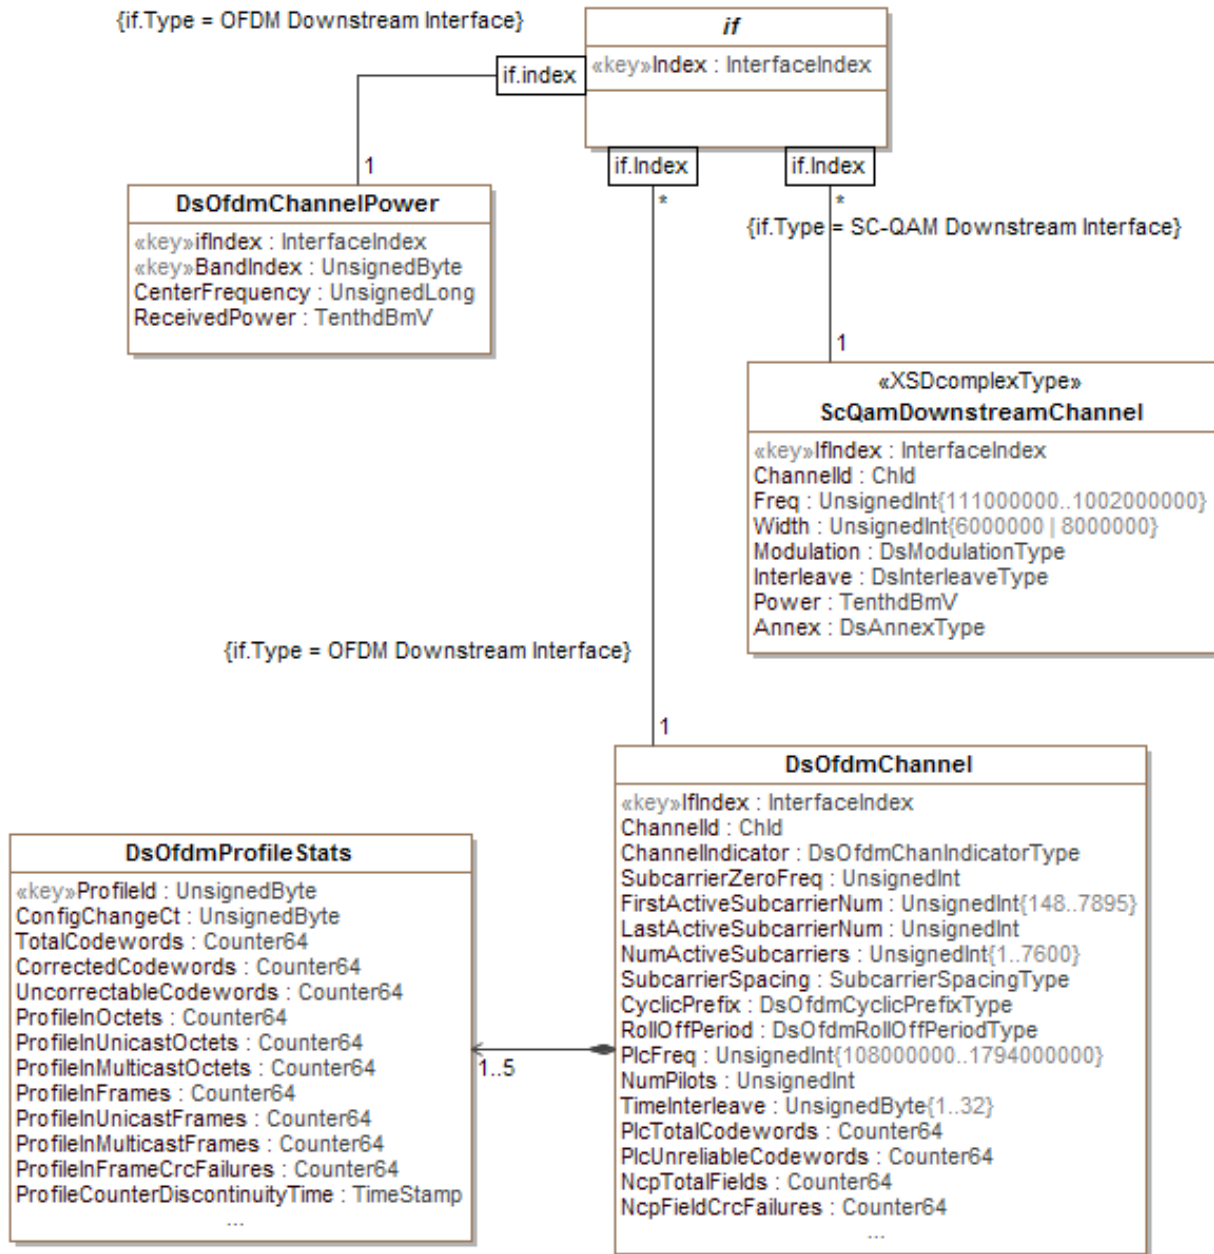 {if.Type = OFDM Downstream Interface}
if
«key»Index : InterfaceIndex
if.index
if.Index
if.Index
1
*
*
DsOfdmChannelPower
«key»ifIndex : InterfaceIndex
«key»BandIndex : UnsignedByte
CenterFrequency : UnsignedLong
ReceivedPower : TenthdBmV
{if.Type = SC-QAM Downstream Interface}
1
«XSDcomplexType»
ScQamDownstreamChannel
«key»IfIndex : InterfaceIndex
ChannelId : ChId
Freq : UnsignedInt{111000000..1002000000}
Width : UnsignedInt{6000000 | 8000000}
Modulation : DsModulationType
Interleave : DsInterleaveType
Power : TenthdBmV
Annex : DsAnnexType
{if.Type = OFDM Downstream Interface}
1
DsOfdmChannel
«key»IfIndex : InterfaceIndex
ChannelId : ChId
ChannelIndicator : DsOfdmChanIndicatorType
SubcarrierZeroFreq : UnsignedInt
FirstActiveSubcarrierNum : UnsignedInt{148..7895}
LastActiveSubcarrierNum : UnsignedInt
NumActiveSubcarriers : UnsignedInt{1..7600}
SubcarrierSpacing : SubcarrierSpacingType
CyclicPrefix : DsOfdmCyclicPrefixType
RollOffPeriod : DsOfdmRollOffPeriodType
PlcFreq : UnsignedInt{108000000..1794000000}
NumPilots : UnsignedInt
TimeInterleave : UnsignedByte{1..32}
PlcTotalCodewords : Counter64
PlcUnreliableCodewords : Counter64
NcpTotalFields : Counter64
NcpFieldCrcFailures : Counter64
...
DsOfdmProfileStats
«key»ProfileId : UnsignedByte
ConfigChangeCt : UnsignedByte
TotalCodewords : Counter64
CorrectedCodewords : Counter64
UncorrectableCodewords : Counter64
ProfileInOctets : Counter64
ProfileInUnicastOctets : Counter64
ProfileInMulticastOctets : Counter64
ProfileInFrames : Counter64
ProfileInUnicastFrames : Counter64
ProfileInMulticastFrames : Counter64
ProfileInFrameCrcFailures : Counter64
ProfileCounterDiscontinuityTime : TimeStamp
...
1..5